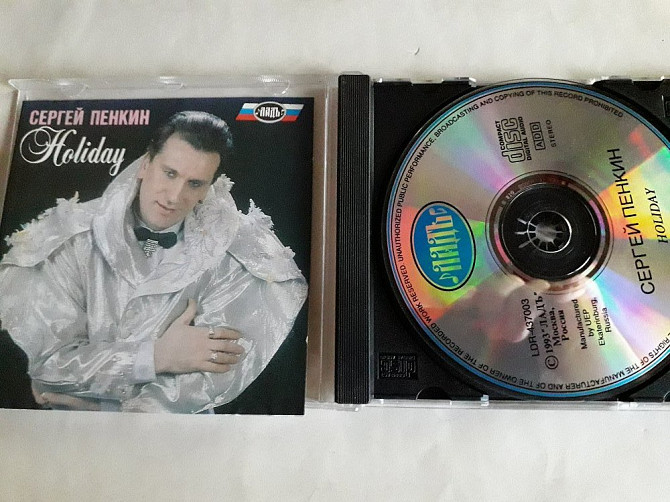 СЕРГЕЙ ПЕНКИН
Holiday
ЛАДЪ
RIGHTS OF THE MANUFACTURER AND OF THE OWNER OF THE RECORDED WORK RESERVED. UNAUTHORIZED PUBLIC PERFORMANCE, BROADCASTING AND COPYING OF THIS RECORD PROHIBITED
COMPACT
disc
DIGITAL AUDIO
ADD
STEREO
ЛАДЪ
СЕРГЕЙ ПЕНКИН
HOLIDAY
LDR-437003
© 1993 "ЛАДЪ"
Москва,
Россия
Manufactured
by UEP
Ekaterinburg,
Russia